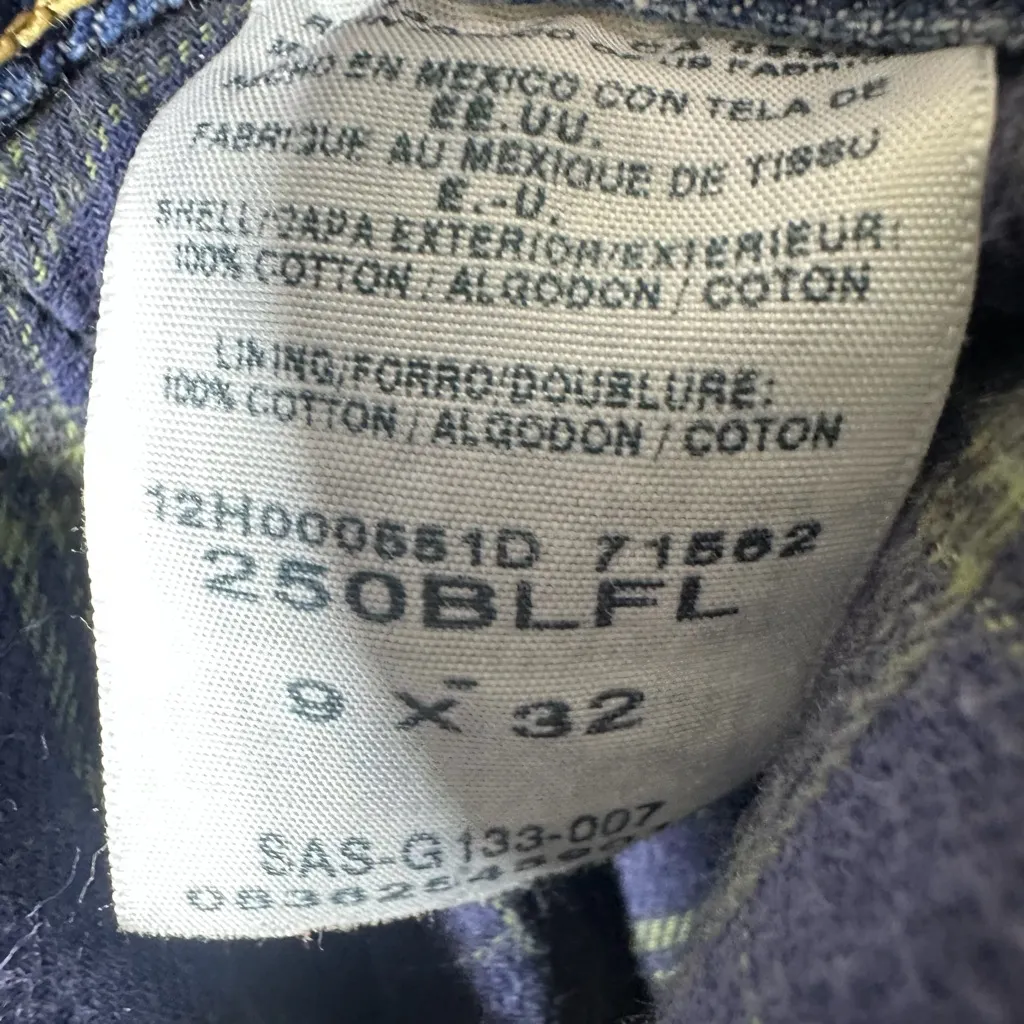 HECHO EN MEXICO CON TELA DE
EE.UU.
FABRIQUE AU MEXIQUE DE TISSU
E.-U.
SHELL/CAPA EXTERIOR/EXTERIEUR:
100% COTTON / ALGODON / COTON
LINING/FORRO/DOUBLURE:
100% COTTON / ALGODON / COTON
71562
250BLFL
9 X 32
SAS-G133-007